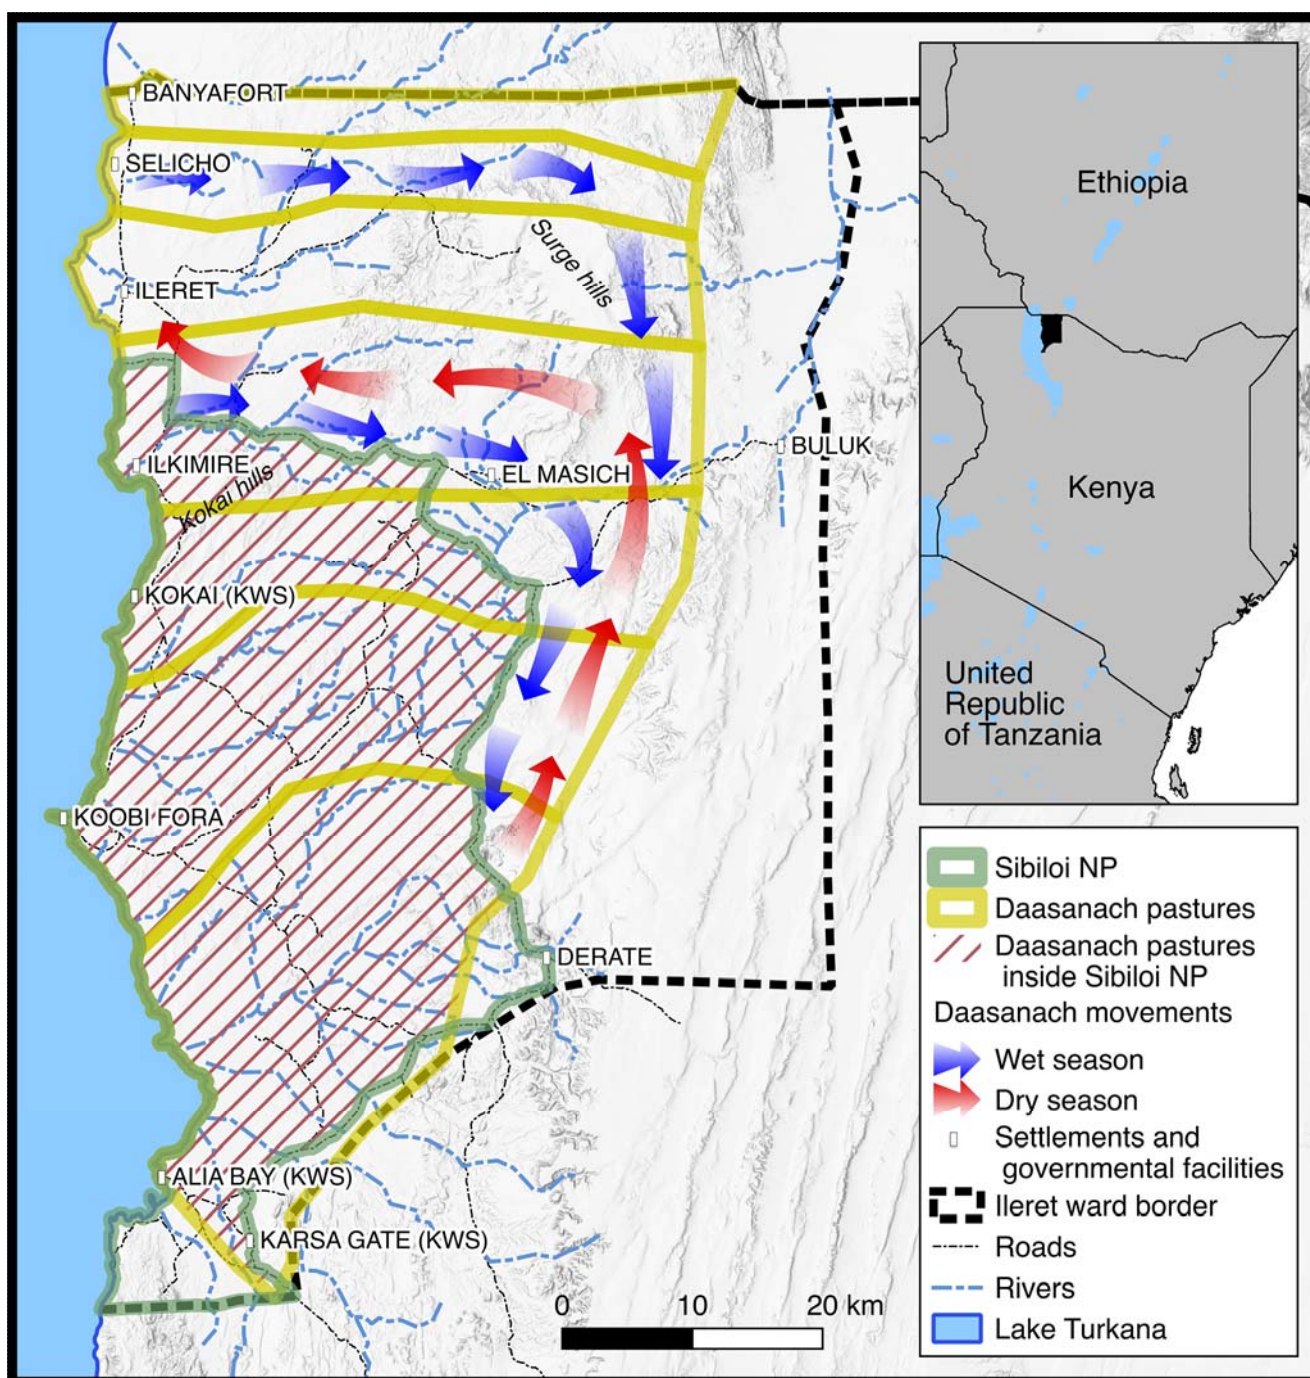 BANYAFORT
SELICHO
Surge hills
ILERET
BULUK
ILKIMIRE
EL MASICH
Kokai hills
KOKAI (KWS)
KOOBI FORA
DERATE
ALIA BAY (KWS)
KARSA GATE (KWS)
0 10 20 km
Ethiopia
Kenya
United
Republic
of Tanzania
Sibiloi NP
Daasanach pastures
Daasanach pastures
inside Sibiloi NP
Daasanach movements
Wet season
Dry season
Settlements and
governmental facilities
Ileret ward border
Roads
Rivers
Lake Turkana